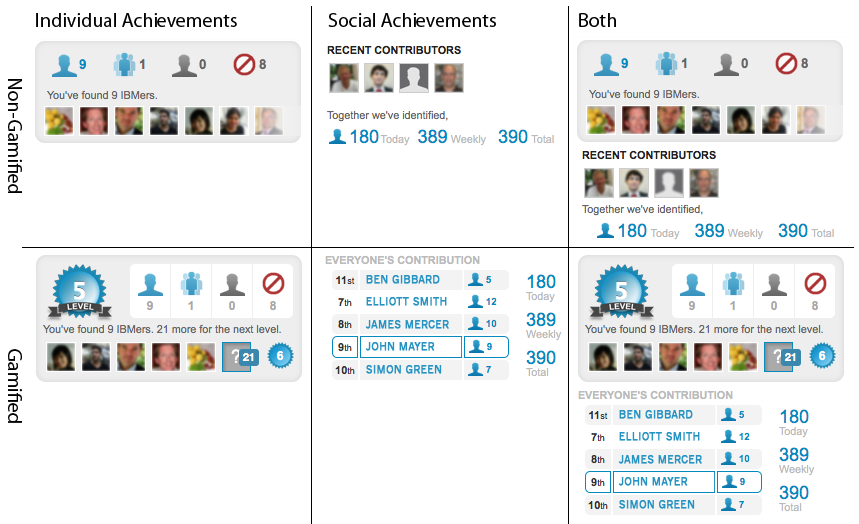 Individual Achievements
Social Achievements
Both
Non-Gamified
9 1 0 8
You've found 9 IBMers.
RECENT CONTRIBUTORS
Together we've identified,
180 Today 389 Weekly 390 Total
9 1 0 8
You've found 9 IBMers.
RECENT CONTRIBUTORS
Together we've identified,
180 Today 389 Weekly 390 Total
Gamified
5
LEVEL
9 1 0 8
You've found 9 IBMers. 21 more for the next level.
? 21 6
EVERYONE'S CONTRIBUTION
11st BEN GIBBARD 5
7th ELLIOTT SMITH 12
8th JAMES MERCER 10
9th JOHN MAYER 9
10th SIMON GREEN 7
180
Today
389
Weekly
390
Total
5
LEVEL
9 1 0 8
You've found 9 IBMers. 21 more for the next level.
? 21 6
EVERYONE'S CONTRIBUTION
11st BEN GIBBARD 5
7th ELLIOTT SMITH 12
8th JAMES MERCER 10
9th JOHN MAYER 9
10th SIMON GREEN 7
180
Today
389
Weekly
390
Total